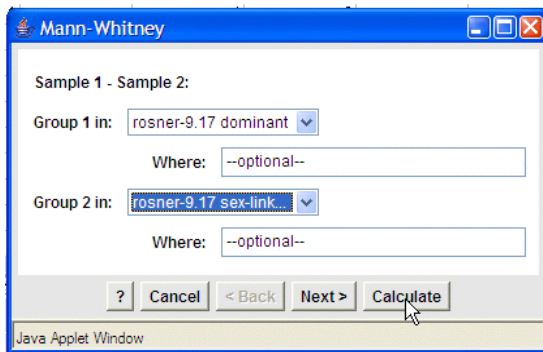 Mann-Whitney
Sample 1 - Sample 2:
Group 1 in: rosner-9.17 dominant
Where: --optional--
Group 2 in: rosner-9.17 sex-link...
Where: --optional--
? Cancel < Back Next > Calculate
Java Applet Window